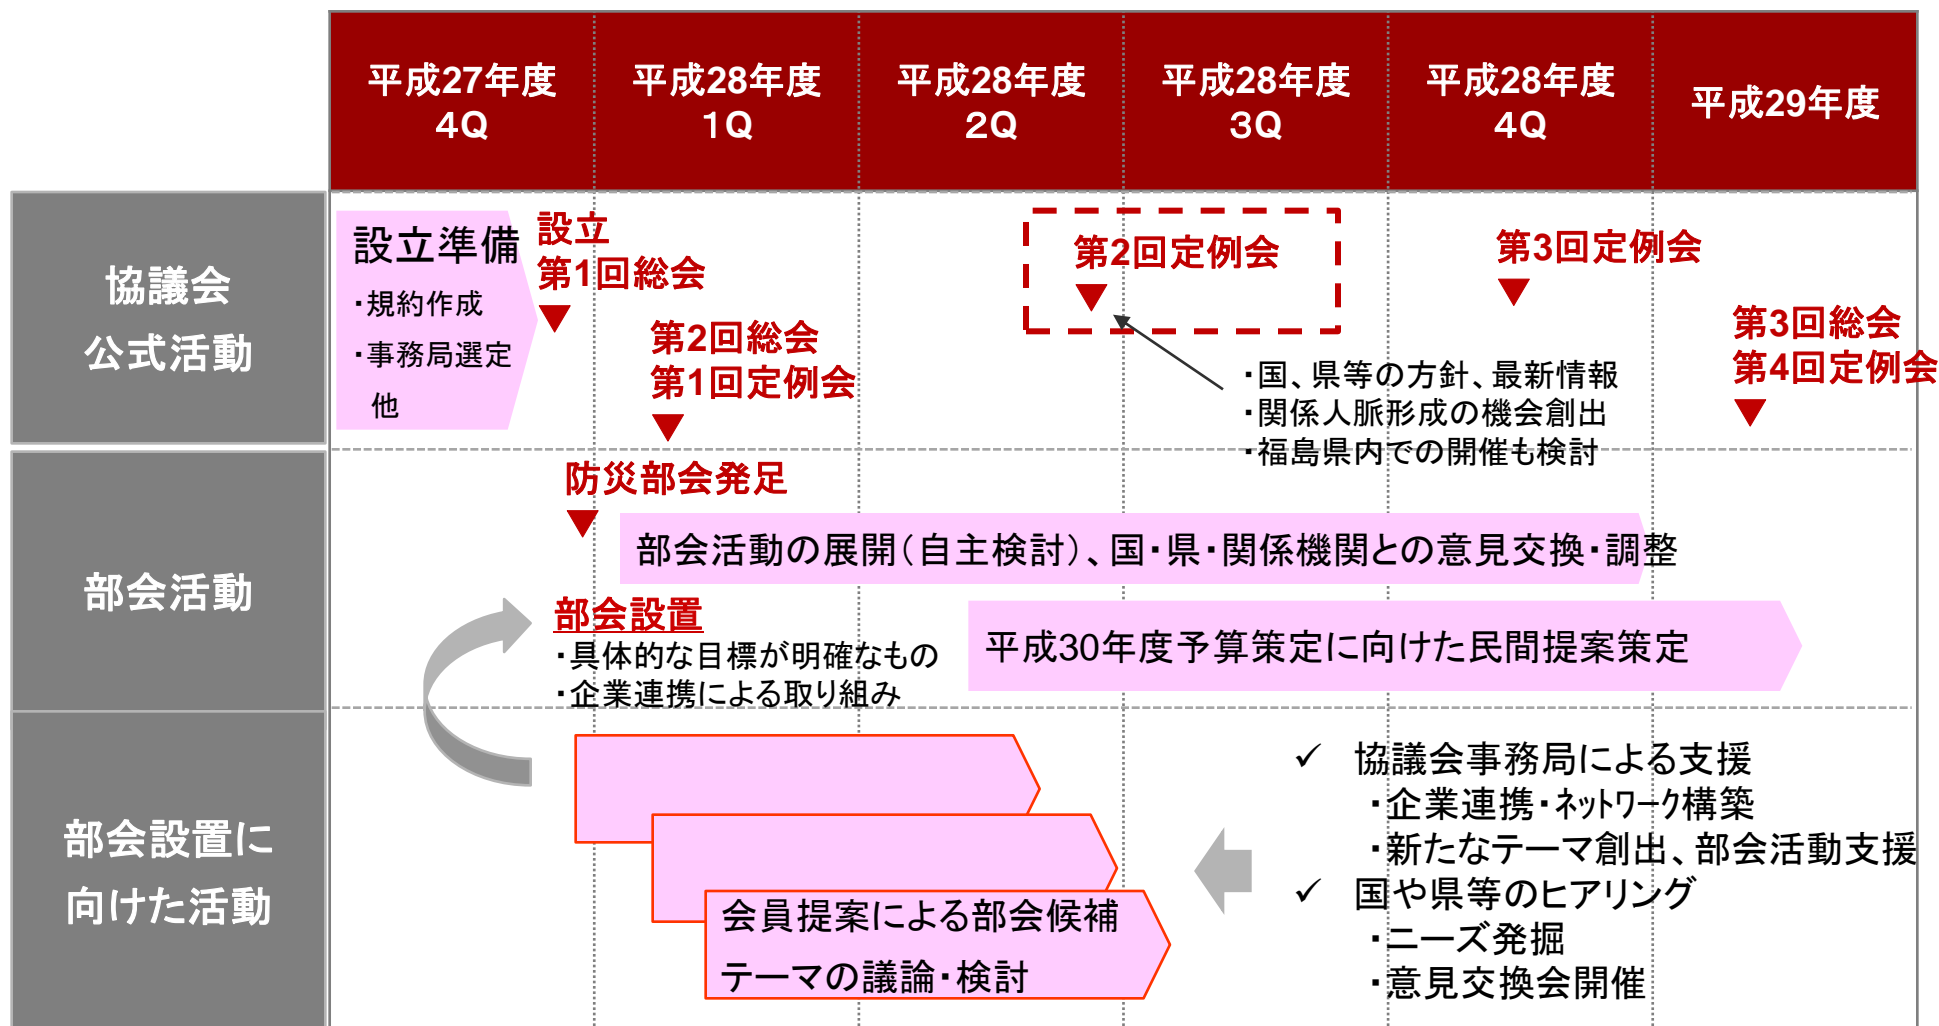 平成27年度
4Q
平成28年度
1Q
平成28年度
2Q
平成28年度
3Q
平成28年度
4Q
平成29年度
協議会
公式活動
設立準備
・規約作成
・事務局選定
他
設立
第1回総会
第2回総会
第1回定例会
第2回定例会
・国、県等の方針、最新情報
・関係人脈形成の機会創出
・福島県内での開催も検討
第3回定例会
第3回総会
第4回定例会
部会活動
防災部会発足
部会活動の展開（自主検討）、国・県・関係機関との意見交換・調整
部会設置
・具体的な目標が明確なもの
・企業連携による取り組み
平成30年度予算策定に向けた民間提案策定
部会設置に
向けた活動
会員提案による部会候補
テーマの議論・検討
✓ 協議会事務局による支援
・企業連携・ﾈｯﾄﾜｰｸ構築
・新たなテーマ創出、部会活動支援
✓ 国や県等のヒアリング
・ニーズ発掘
・意見交換会開催